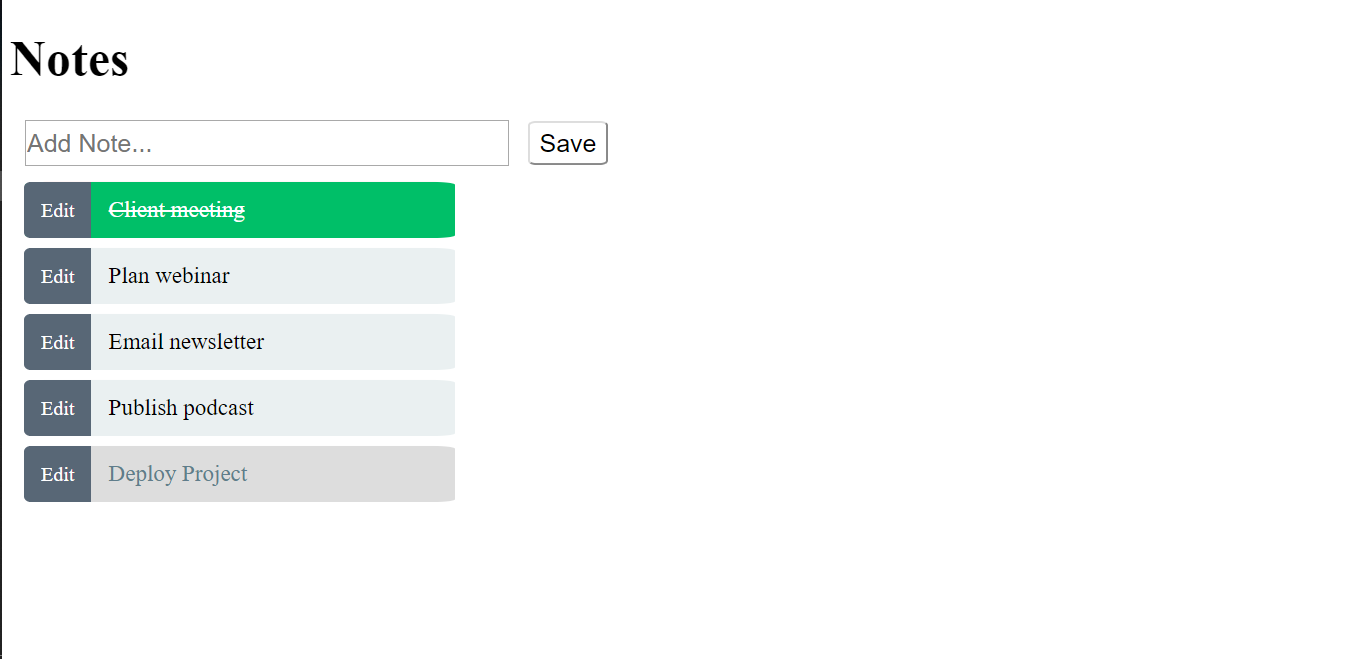 Notes
Add Note...
Save
Edit
Client meeting
Edit
Plan webinar
Edit
Email newsletter
Edit
Publish podcast
Edit
Deploy Project